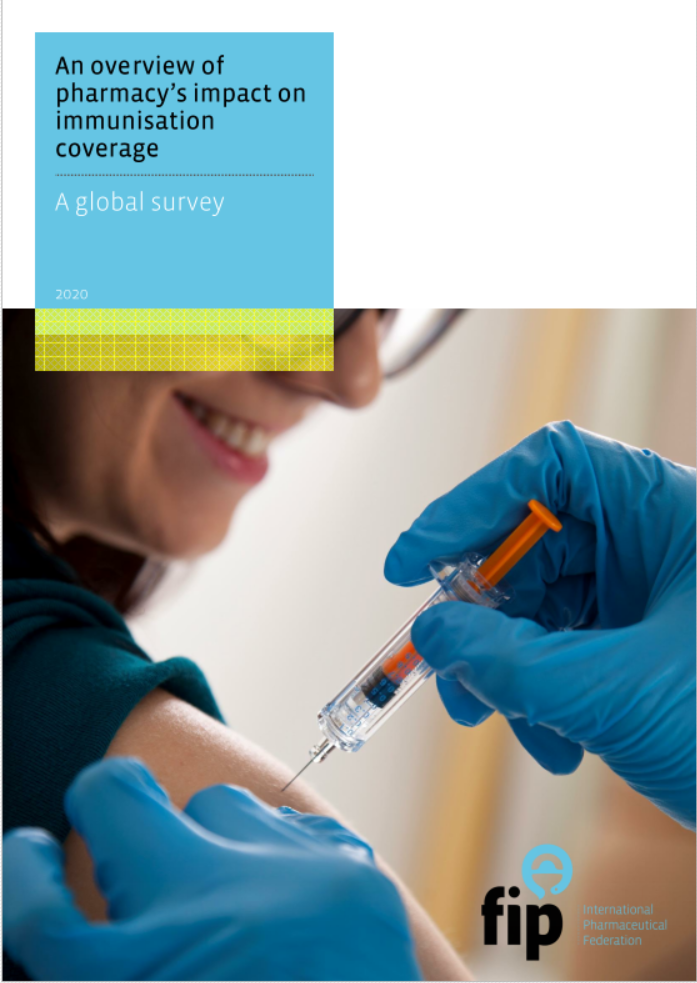 An overview of
pharmacy's impact on
immunisation
coverage
A global survey
2020
fip
International
Pharmaceutical
Federation